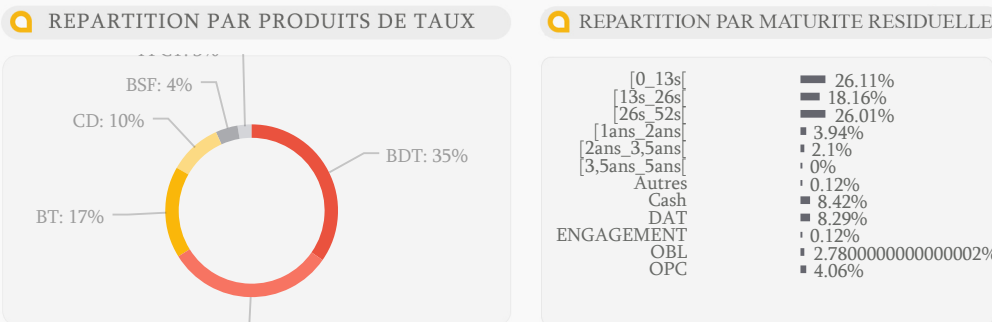 REPARTITION PAR PRODUITS DE TAUX
BSF: 4%
CD: 10%
BDT: 35%
BT: 17%
REPARTITION PAR MATURITE RESIDUELLE
[0_13s[ 26.11%
[13s_26s[ 18.16%
[26s_52s[ 26.01%
[1ans_2ans[ 3.94%
[2ans_3,5ans[ 2.1%
[3,5ans_5ans[ 0%
Autres 0.12%
Cash 8.42%
DAT 8.29%
ENGAGEMENT 0.12%
OBL 2.7800000000000002%
OPC 4.06%